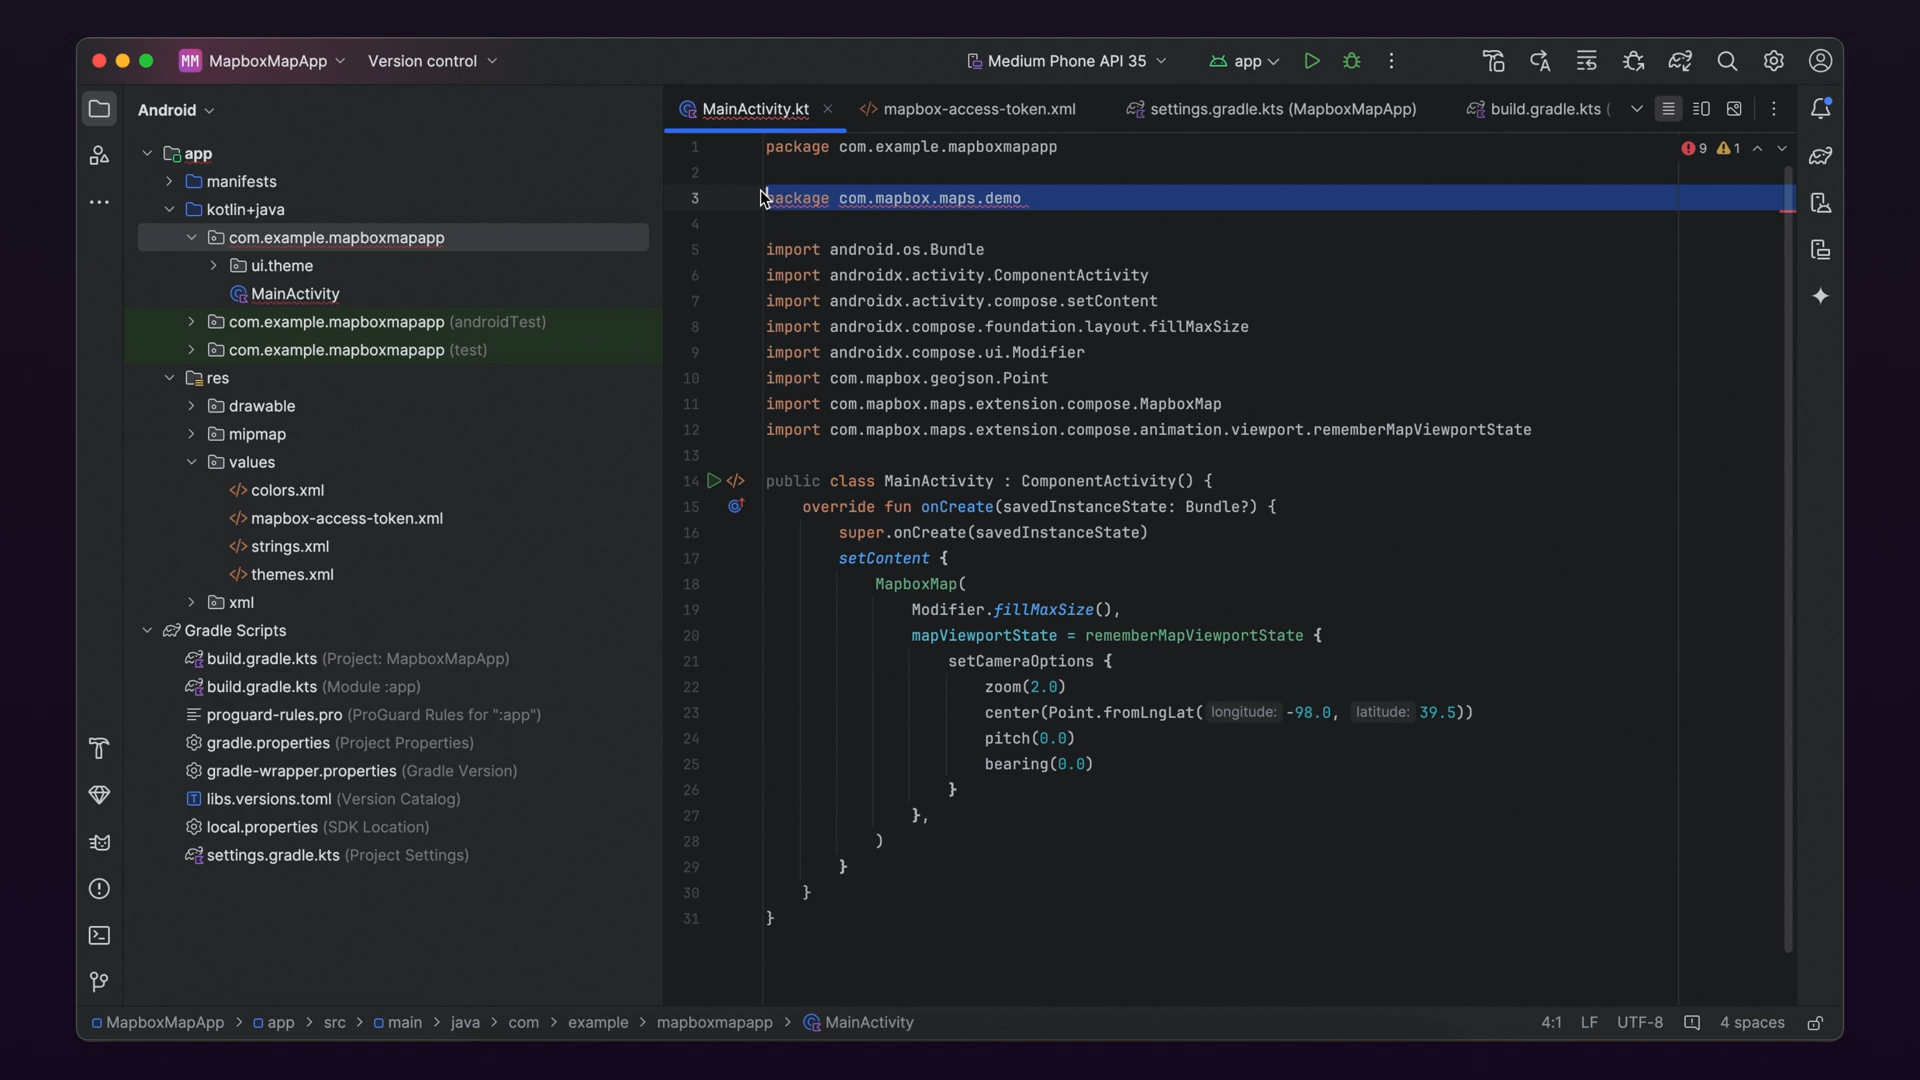 MM MapboxMapApp Version control Medium Phone API 35 app
Android
app
manifests
kotlin+java
com.example.mapboxmapapp
ui.theme
MainActivity
com.example.mapboxmapapp (androidTest)
com.example.mapboxmapapp (test)
res
drawable
mipmap
values
colors.xml
mapbox-access-token.xml
strings.xml
themes.xml
xml
Gradle Scripts
build.gradle.kts (Project: MapboxMapApp)
build.gradle.kts (Module :app)
proguard-rules.pro (ProGuard Rules for ":app")
gradle.properties (Project Properties)
gradle-wrapper.properties (Gradle Version)
libs.versions.toml (Version Catalog)
local.properties (SDK Location)
settings.gradle.kts (Project Settings)
MainActivity.kt mapbox-access-token.xml settings.gradle.kts (MapboxMapApp) build.gradle.kts (
9 1
1 package com.example.mapboxmapapp
2
3 package com.mapbox.maps.demo
4
5 import android.os.Bundle
6 import androidx.activity.ComponentActivity
7 import androidx.activity.compose.setContent
8 import androidx.compose.foundation.layout.fillMaxSize
9 import androidx.compose.ui.Modifier
10 import com.mapbox.geojson.Point
11 import com.mapbox.maps.extension.compose.MapboxMap
12 import com.mapbox.maps.extension.compose.animation.viewport.rememberMapViewportState
13
14 public class MainActivity : ComponentActivity() {
15 override fun onCreate(savedInstanceState: Bundle?) {
16 super.onCreate(savedInstanceState)
17 setContent {
18 MapboxMap(
19 Modifier.fillMaxSize(),
20 mapViewportState = rememberMapViewportState {
21 setCameraOptions {
22 zoom(2.0)
23 center(Point.fromLngLat( longitude: -98.0, latitude: 39.5))
24 pitch(0.0)
25 bearing(0.0)
26 }
27 },
28 )
29 }
30 }
31 }
MapboxMapApp > app > src > main > java > com > example > mapboxmapapp > MainActivity 4:1 LF UTF-8 4 spaces